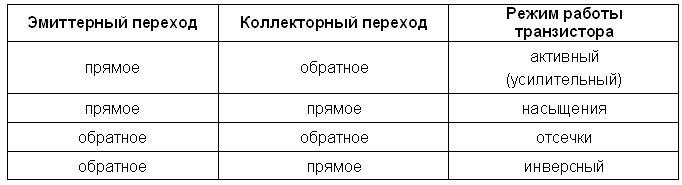 Эмиттерный переход Коллекторный переход Режим работы
транзистора
прямое обратное активный
(усилительный)
прямое прямое насыщения
обратное обратное отсечки
обратное прямое инверсный